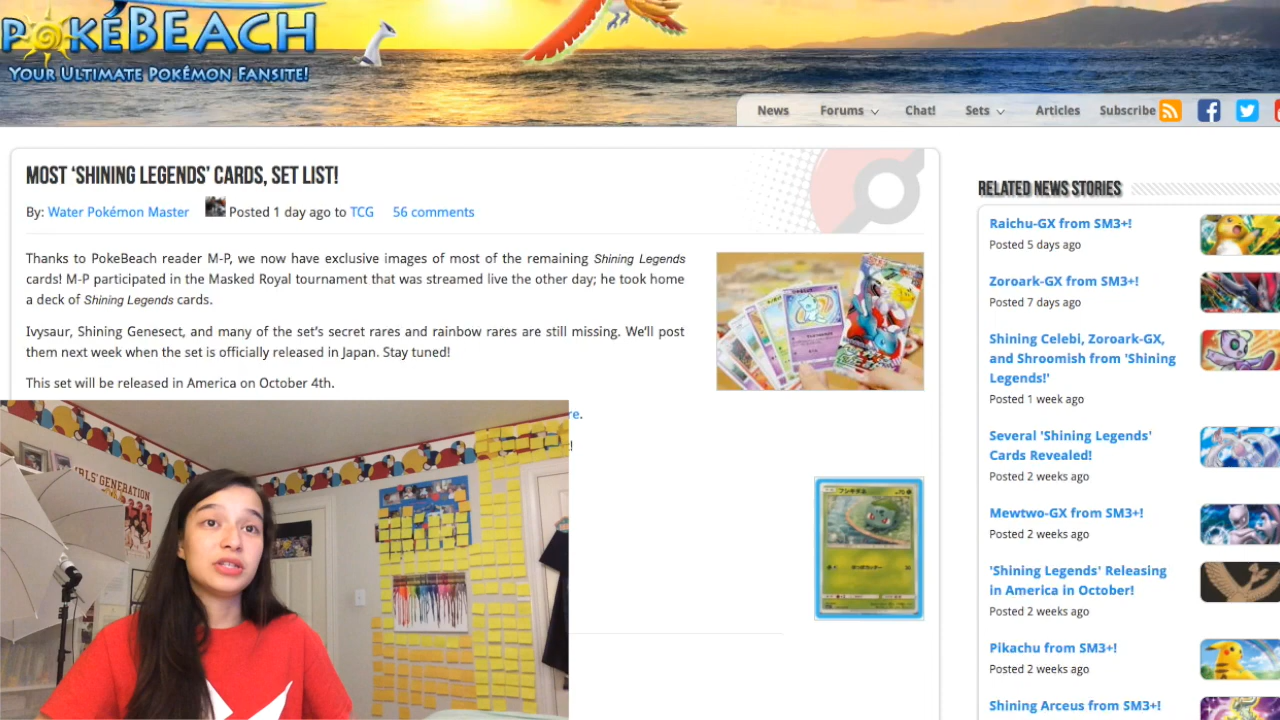 POKÉBEACH
YOUR ULTIMATE POKÉMON FANSITE!
News Forums Chat! Sets Articles Subscribe
MOST ‘SHINING LEGENDS’ CARDS, SET LIST!
By: Water Pokémon Master Posted 1 day ago to TCG 56 comments
Thanks to PokeBeach reader M-P, we now have exclusive images of most of the remaining Shining Legends
cards! M-P participated in the Masked Royal tournament that was streamed live the other day; he took home
a deck of Shining Legends cards.
Ivysaur, Shining Genesect, and many of the set’s secret rares and rainbow rares are still missing. We’ll post
them next week when the set is officially released in Japan. Stay tuned!
This set will be released in America on October 4th.
re.
!
フシギダネ
GIRLS' GENERATION
RELATED NEWS STORIES
Raichu-GX from SM3+!
Posted 5 days ago
Zoroark-GX from SM3+!
Posted 7 days ago
Shining Celebi, Zoroark-GX,
and Shroomish from 'Shining
Legends!'
Posted 1 week ago
Several 'Shining Legends'
Cards Revealed!
Posted 2 weeks ago
Mewtwo-GX from SM3+!
Posted 2 weeks ago
'Shining Legends' Releasing
in America in October!
Posted 2 weeks ago
Pikachu from SM3+!
Posted 2 weeks ago
Shining Arceus from SM3+!